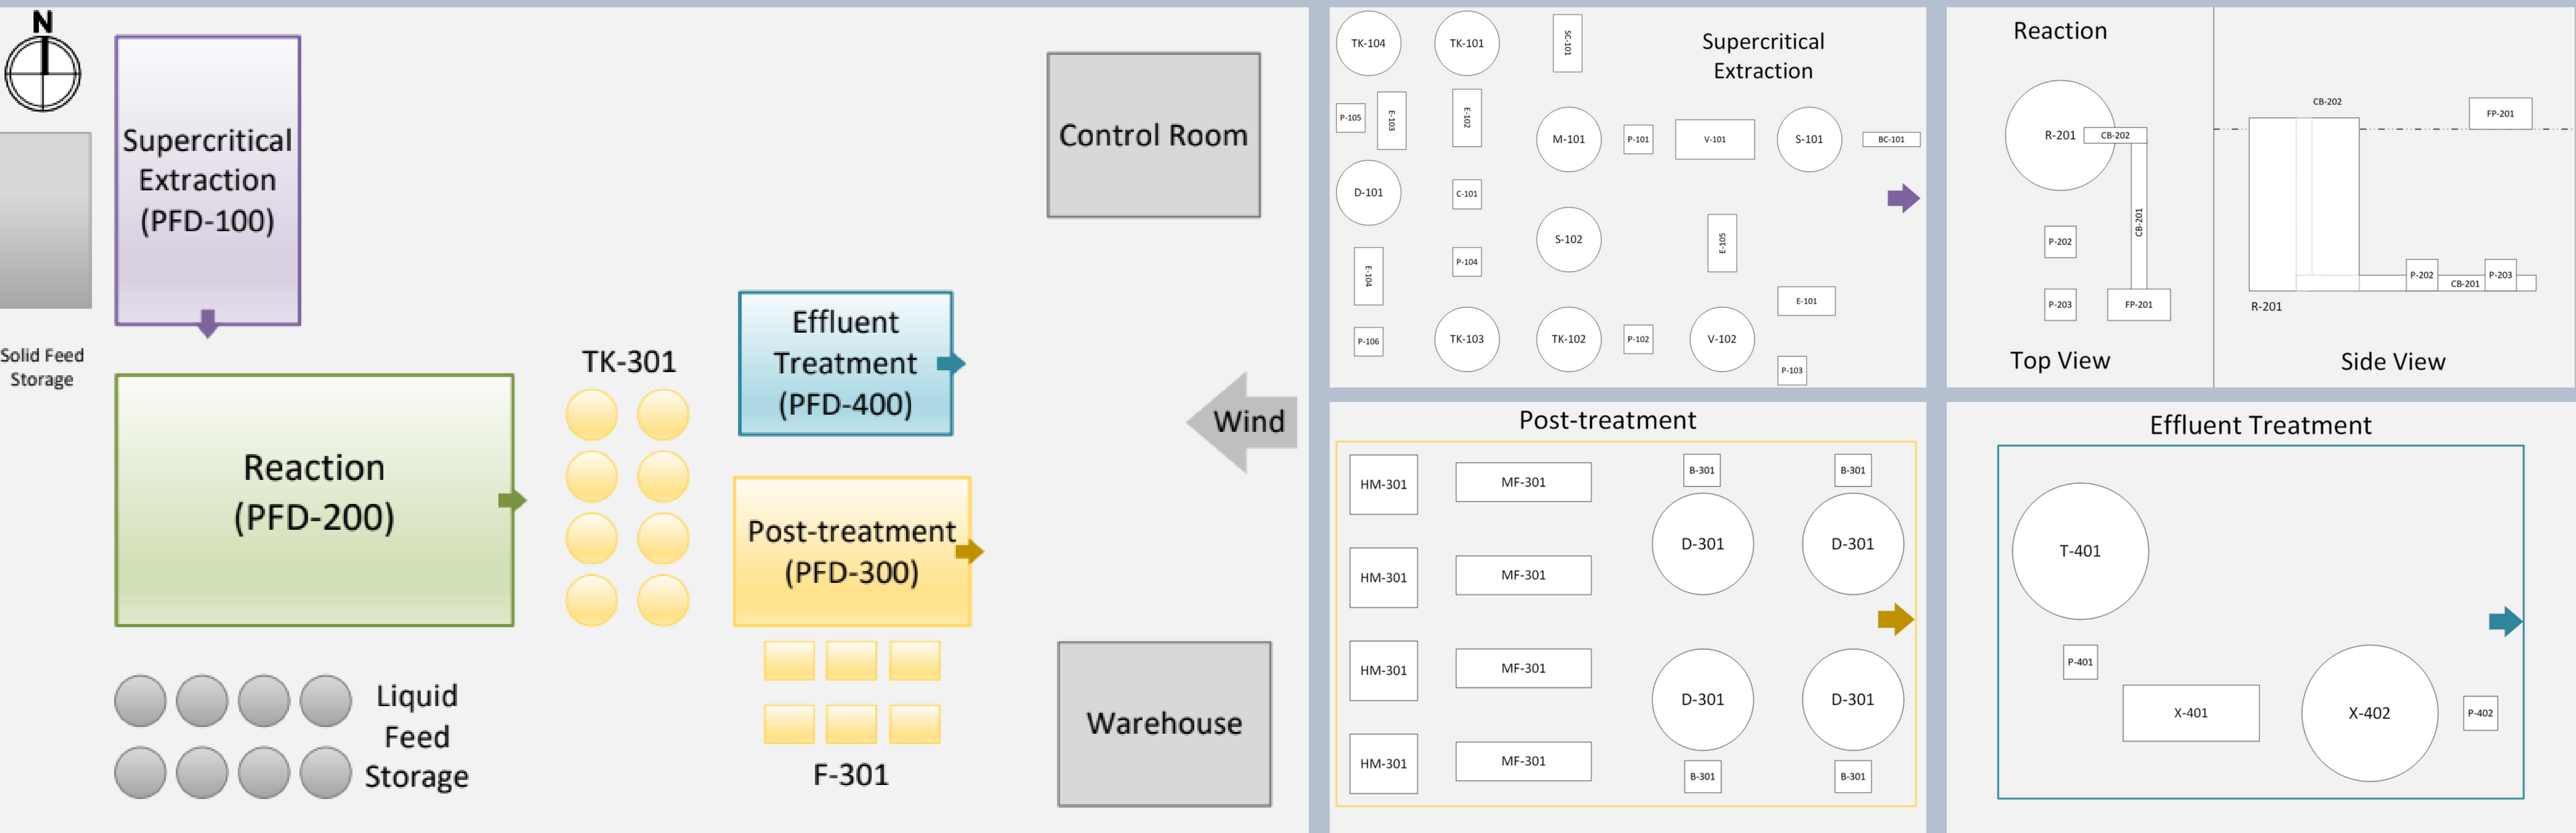 N
Supercritical
Extraction
(PFD-100)
Control Room
Solid Feed
Storage
Reaction
(PFD-200)
TK-301
Effluent
Treatment
(PFD-400)
Wind
Post-treatment
(PFD-300)
Liquid
Feed
Storage
F-301
Warehouse
Supercritical
Extraction
TK-104
TK-101
SC-101
P-105
E-103
E-102
M-101
P-101
V-101
S-101
BC-101
D-101
C-101
S-102
E-105
E-104
P-104
E-101
P-106
TK-103
TK-102
P-102
V-102
P-103
Reaction
R-201
CB-202
CB-201
P-202
P-203
FP-201
Top View
CB-202
FP-201
P-202
P-203
CB-201
R-201
Side View
Post-treatment
HM-301
MF-301
B-301
B-301
D-301
D-301
HM-301
MF-301
HM-301
MF-301
D-301
D-301
HM-301
MF-301
B-301
B-301
Effluent Treatment
T-401
P-401
X-401
X-402
P-402